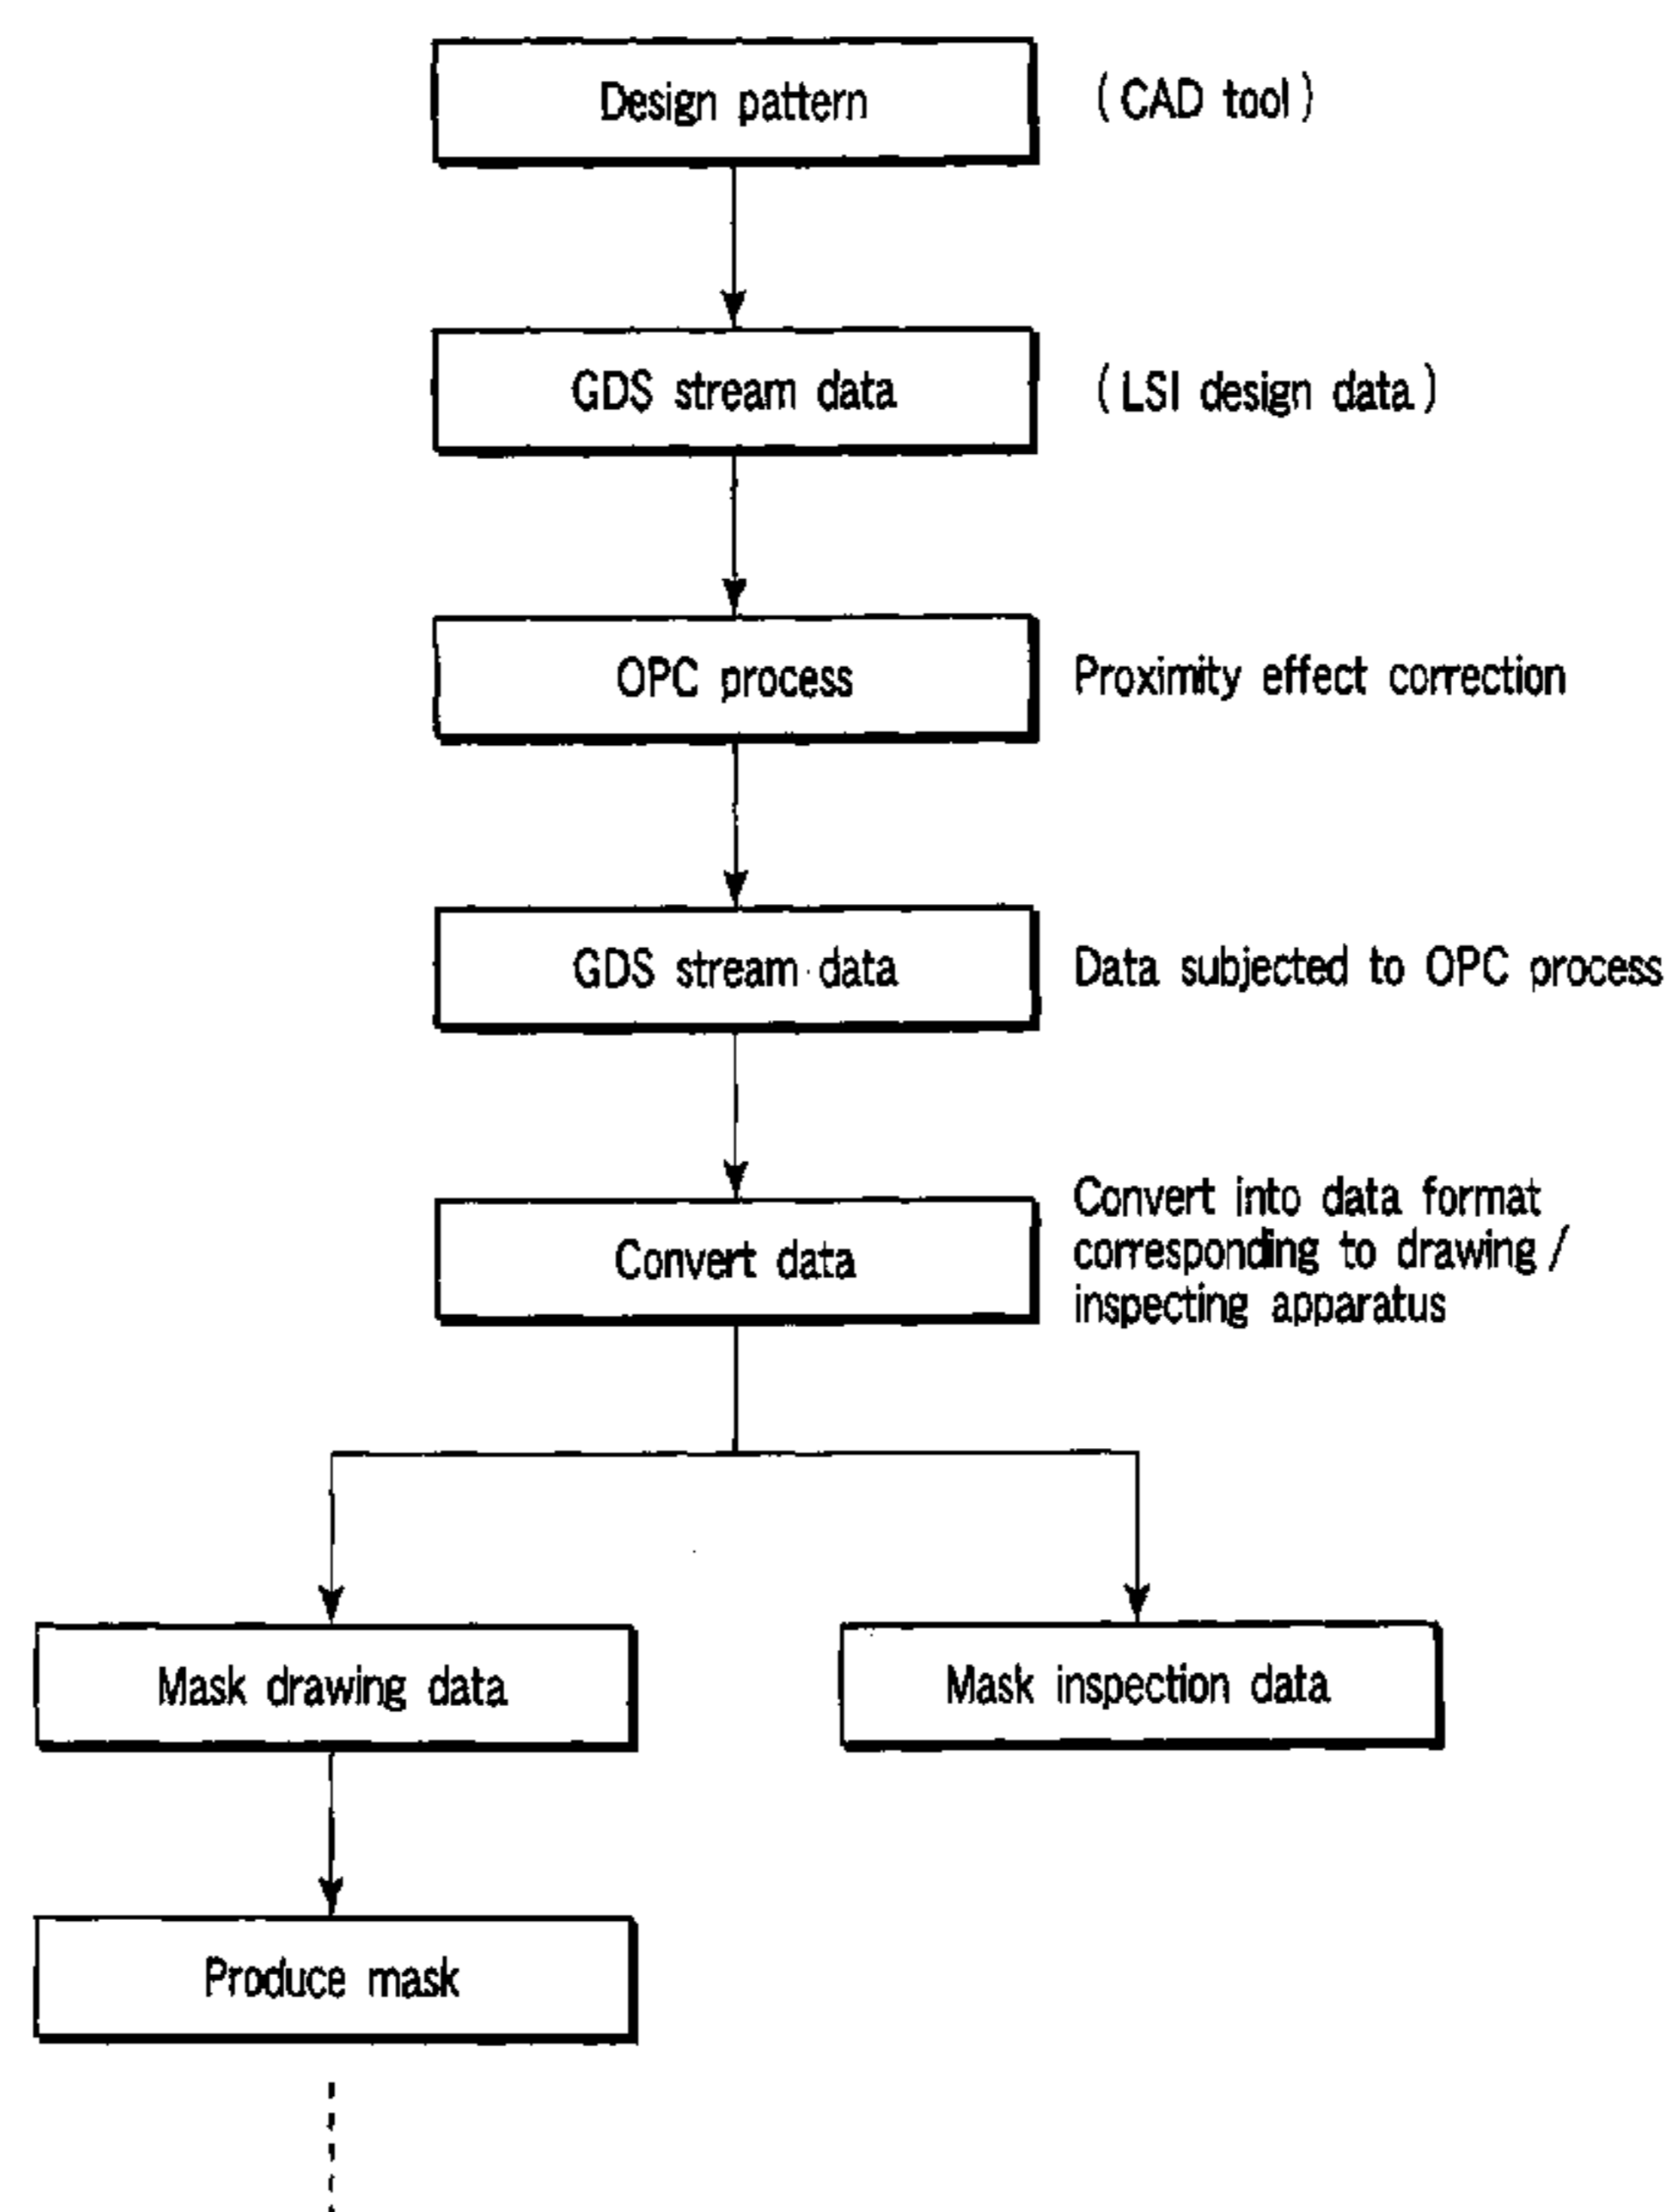 Design pattern
(CAD tool)
GDS stream data
(LSI design data)
OPC process
Proximity effect correction
GDS stream data
Data subjected to OPC process
Convert data
Convert into data format
corresponding to drawing/
inspecting apparatus
Mask drawing data
Mask inspection data
Produce mask